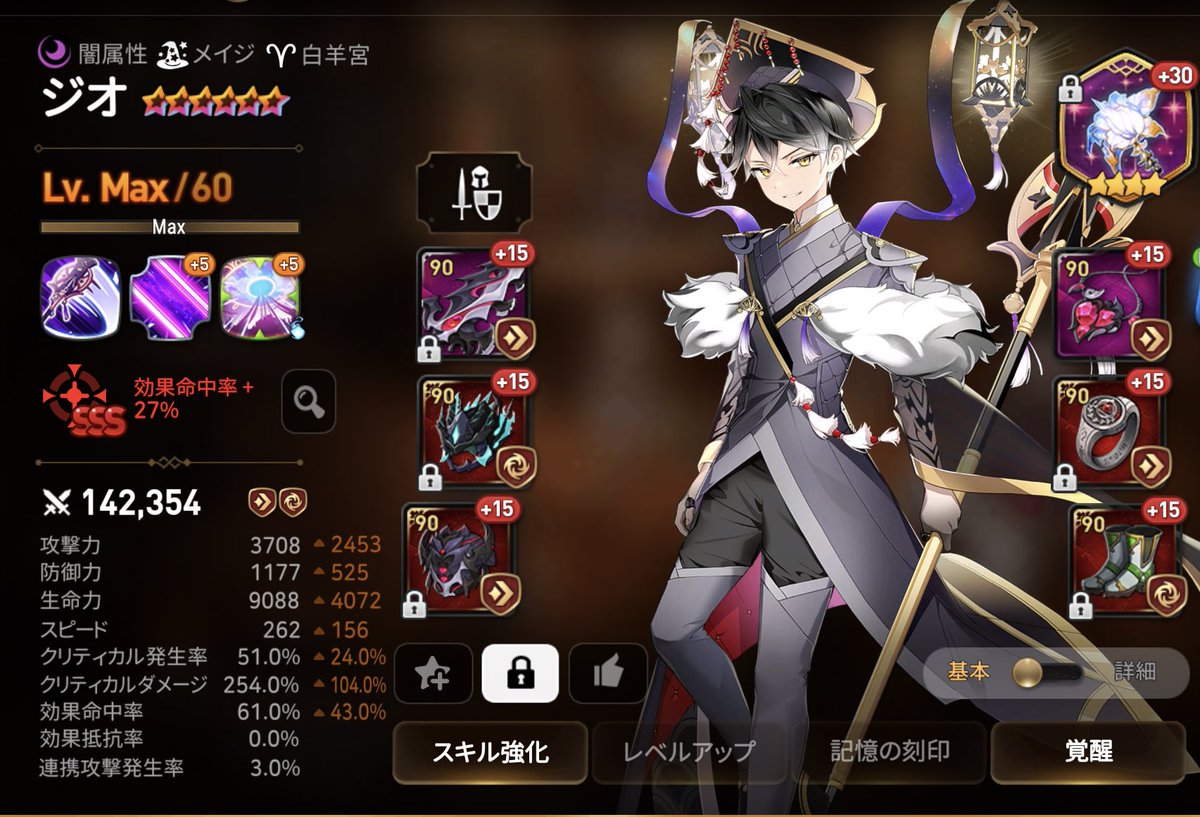 闇属性 メイジ 白羊宮
ジオ
Lv. Max/60
Max
+5
+5
SSS
効果命中率+
27%
142,354
攻撃力 3708 2453
防御力 1177 525
生命力 9088 4072
スピード 262 156
クリティカル発生率 51.0% 24.0%
クリティカルダメージ 254.0% 104.0%
効果命中率 61.0% 43.0%
効果抵抗率 0.0%
連携攻撃発生率 3.0%
90 +15
90 +15
90 +15
+30
90 +15
90 +15
90 +15
基本 詳細
スキル強化
レベルアップ
記憶の刻印
覚醒